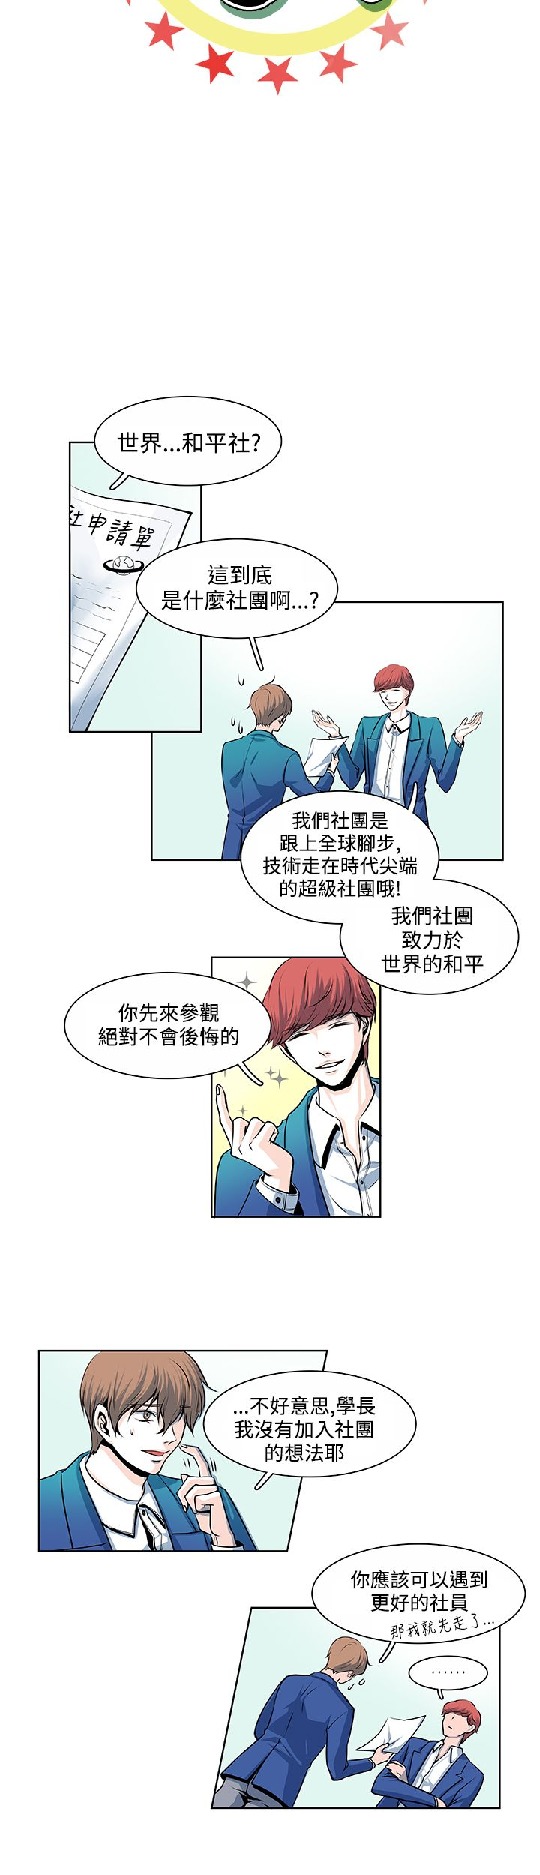 世界...和平社?
社申請單
這到底
是什麼社團啊...?
我們社團是
跟上全球腳步,
技術走在時代尖端
的超級社團哦!
我們社團
致力於
世界的和平
你先來參觀
絕對不會後悔的
...不好意思,學長
我沒有加入社團
的想法耶
你應該可以遇到
更好的社員
那我就先走了...
......